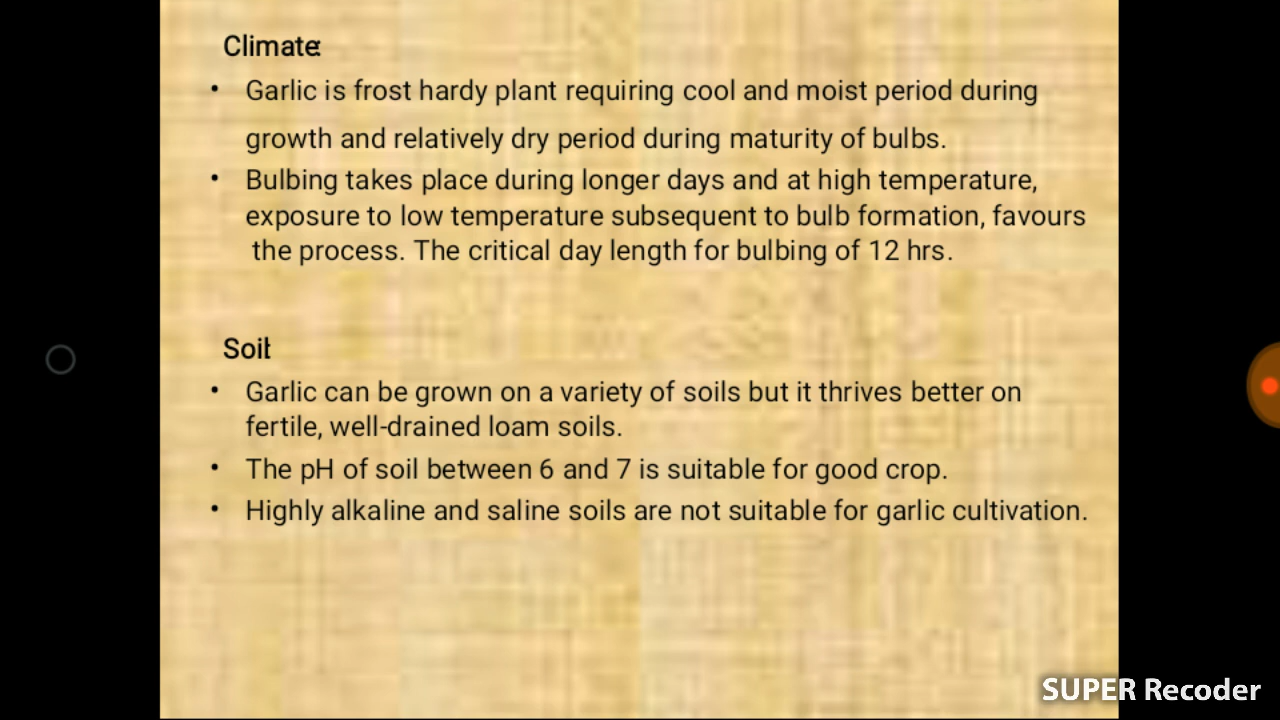 Climate:
• Garlic is frost hardy plant requiring cool and moist period during
growth and relatively dry period during maturity of bulbs.
• Bulbing takes place during longer days and at high temperature,
exposure to low temperature subsequent to bulb formation, favours
the process. The critical day length for bulbing of 12 hrs.
Soil:
• Garlic can be grown on a variety of soils but it thrives better on
fertile, well-drained loam soils.
• The pH of soil between 6 and 7 is suitable for good crop.
• Highly alkaline and saline soils are not suitable for garlic cultivation.
SUPER Recoder